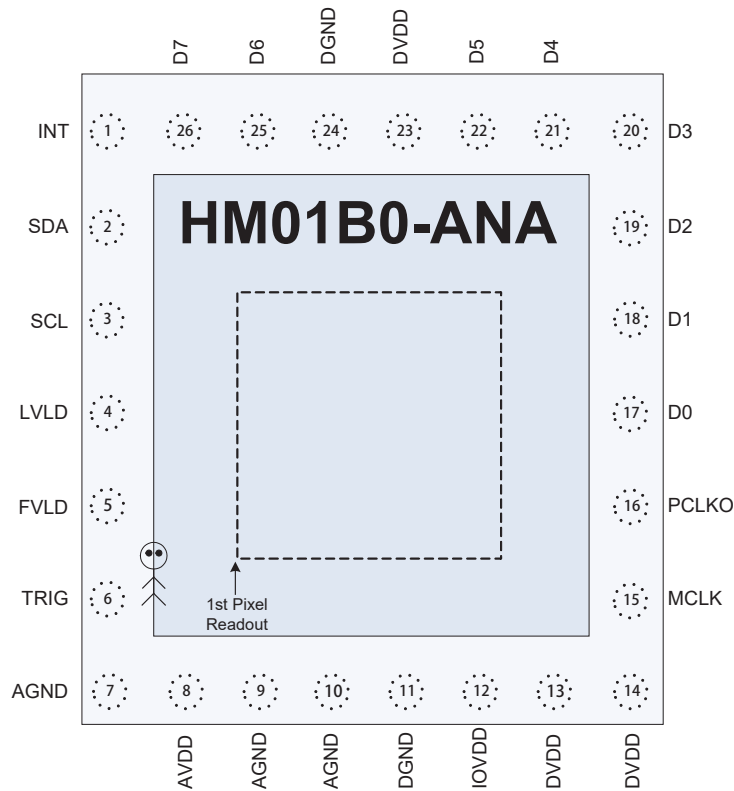 D7
D6
DGND
DVDD
D5
D4
INT
1
26
25
24
23
22
21
20
D3
HM01B0-ANA
SDA
2
19
D2
SCL
3
18
D1
LVLD
4
17
D0
FVLD
5
16
PCLKO
TRIG
6
1st Pixel
Readout
15
MCLK
AGND
7
8
9
10
11
12
13
14
AVDD
AGND
AGND
DGND
IOVDD
DVDD
DVDD